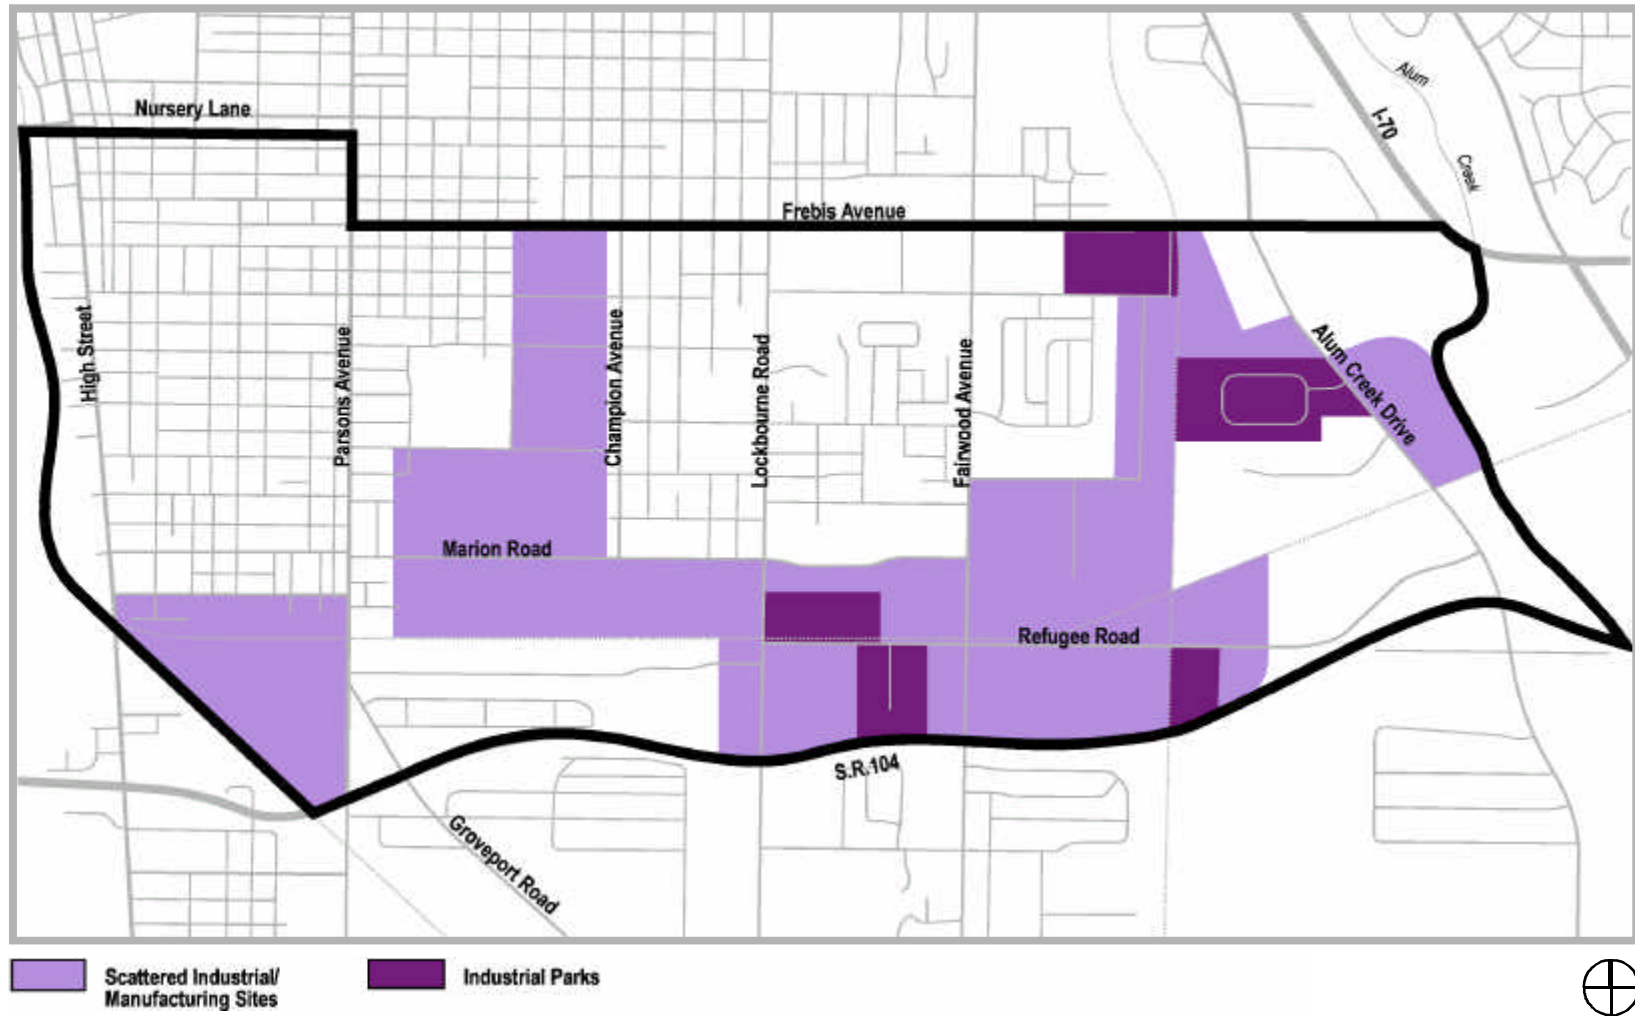 Nursery Lane
Alum
I-70
Creek
Frebis Avenue
High Street
Parsons Avenue
Champion Avenue
Lockbourne Road
Fairwood Avenue
Alum Creek Drive
Marion Road
Refugee Road
S.R.104
Groveport Road
Scattered Industrial/
Manufacturing Sites
Industrial Parks